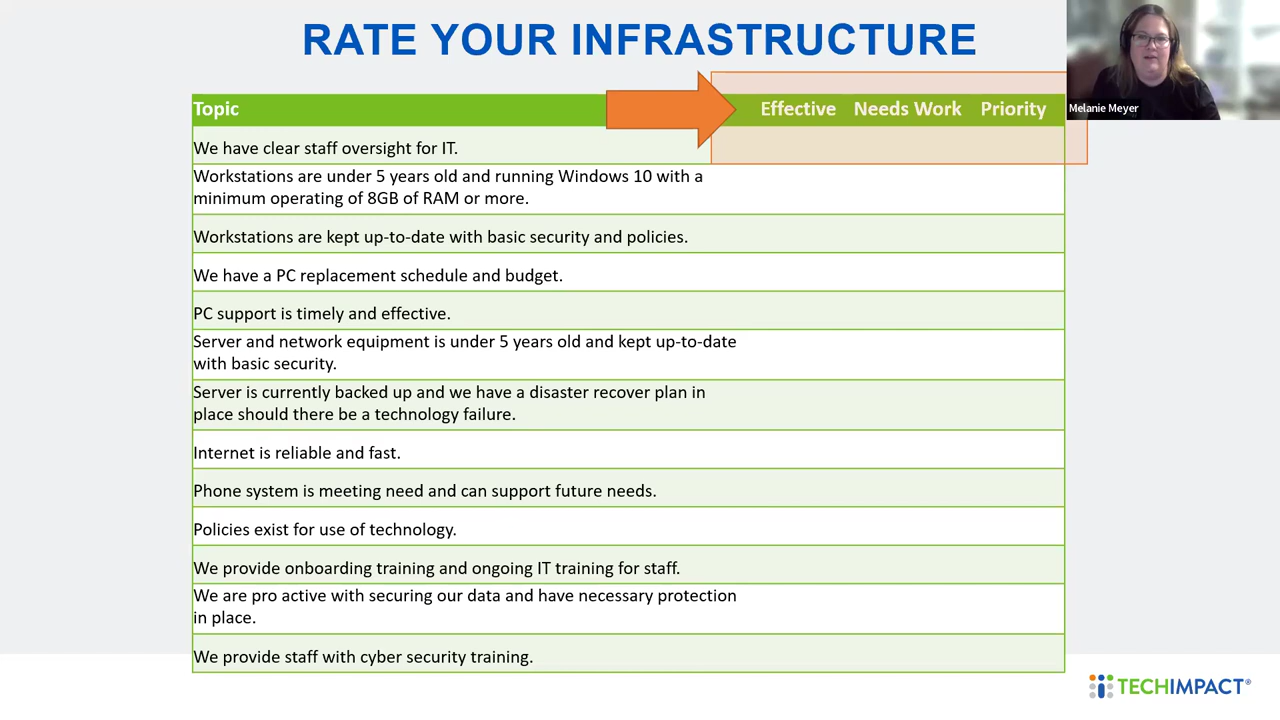 RATE YOUR INFRASTRUCTURE
Topic Effective Needs Work Priority
Melanie Meyer
We have clear staff oversight for IT.
Workstations are under 5 years old and running Windows 10 with a
minimum operating of 8GB of RAM or more.
Workstations are kept up-to-date with basic security and policies.
We have a PC replacement schedule and budget.
PC support is timely and effective.
Server and network equipment is under 5 years old and kept up-to-date
with basic security.
Server is currently backed up and we have a disaster recover plan in
place should there be a technology failure.
Internet is reliable and fast.
Phone system is meeting need and can support future needs.
Policies exist for use of technology.
We provide onboarding training and ongoing IT training for staff.
We are pro active with securing our data and have necessary protection
in place.
We provide staff with cyber security training.
TECHIMPACT®